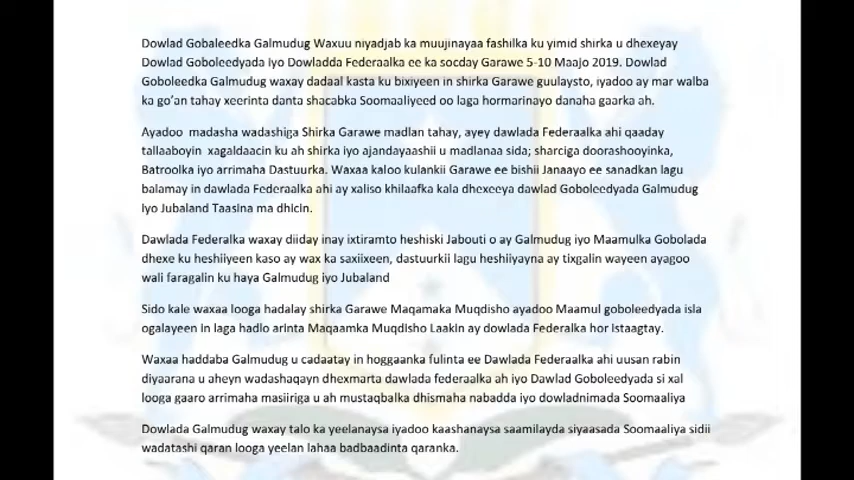 Dowlad Gobaleedka Galmudug Waxuu niyadjab ka muujinayaa fashilka ku yimid shirka u dhexeyay
Dowlad Goboleedyada iyo Dowladda Federaalka ee ka socday Garawe 5-10 Maajo 2019. Dowlad
Goboleedka Galmudug waxay dadaal kasta ku bixiyeen in shirka Garawe guulaysto, iyadoo ay mar walba
ka go'an tahay xeerinta danta shacabka Soomaaliyeed oo laga hormarinayo danaha gaarka ah.
Ayadoo madasha wadashiga Shirka Garawe madlan tahay, ayey dawlada Federaalka ahi qaaday
tallaaboyin xagaldaacin ku ah shirka iyo ajandayaashii u madlanaa sida; sharciga doorashooyinka,
Batroolka iyo arrimaha Dastuurka. Waxaa kaloo kulankii Garawe ee bishii Janaayo ee sanadkan lagu
balamay in dawlada Federaalka ahi ay xaliso khilaafka kala dhexeeya dawlad Goboleedyada Galmudug
iyo Jubaland Taasina ma dhicin.
Dawlada Federalka waxay diiday inay ixtiramto heshiski Jabouti o ay Galmudug iyo Maamulka Gobolada
dhexe ku heshiiyeen kaso ay wax ka saxiixeen, dastuurkii lagu heshiiyayna ay tixgalin wayeen ayagoo
wali faragalin ku haya Galmudug iyo Jubaland
Sido kale waxaa looga hadalay shirka Garawe Maqamaka Muqdisho ayadoo Maamul goboleedyada isla
ogalayeen in laga hadlo arinta Maqaamka Muqdisho Laakin ay dowlada Federalka hor istaagtay.
Waxaa haddaba Galmudug u cadaatay in hoggaanka fulinta ee Dawlada Federaalka ahi uusan rabin
diyaarana u aheyn wadashaqayn dhexmarta dawlada federaalka ah iyo Dawlad Goboleedyada si xal
looga gaaro arrimaha masiiriga u ah mustaqbalka dhismaha nabadda iyo dowladnimada Soomaaliya
Dowlada Galmudug waxay talo ka yeelanaysa iyadoo kaashanaysa saamilayda siyaasada Soomaaliya sidii
wadatashi qaran looga yeelan lahaa badbaadinta qaranka.